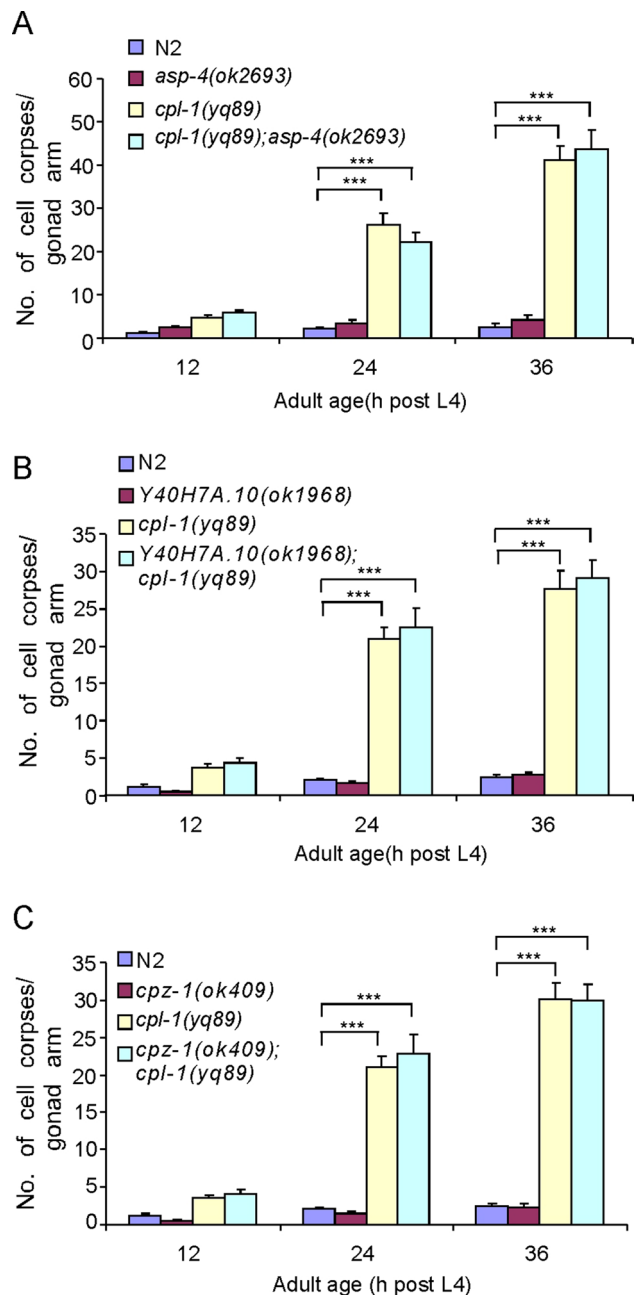 A
N2
asp-4(ok2693)
cpl-1(yq89)
cpl-1(yq89);asp-4(ok2693)
No. of cell corpses/
gonad arm
60
50
40
30
20
10
0
***
***
***
***
12
24
36
Adult age(h post L4)
B
N2
Y40H7A.10(ok1968)
cpl-1(yq89)
Y40H7A.10(ok1968);
cpl-1(yq89)
No. of cell corpses/
gonad arm
35
30
25
20
15
10
5
0
***
***
***
***
12
24
36
Adult age(h post L4)
C
N2
cpz-1(ok409)
cpl-1(yq89)
cpz-1(ok409);
cpl-1(yq89)
No. of cell corpses/
gonad arm
35
30
25
20
15
10
5
0
***
***
***
***
12
24
36
Adult age (h post L4)